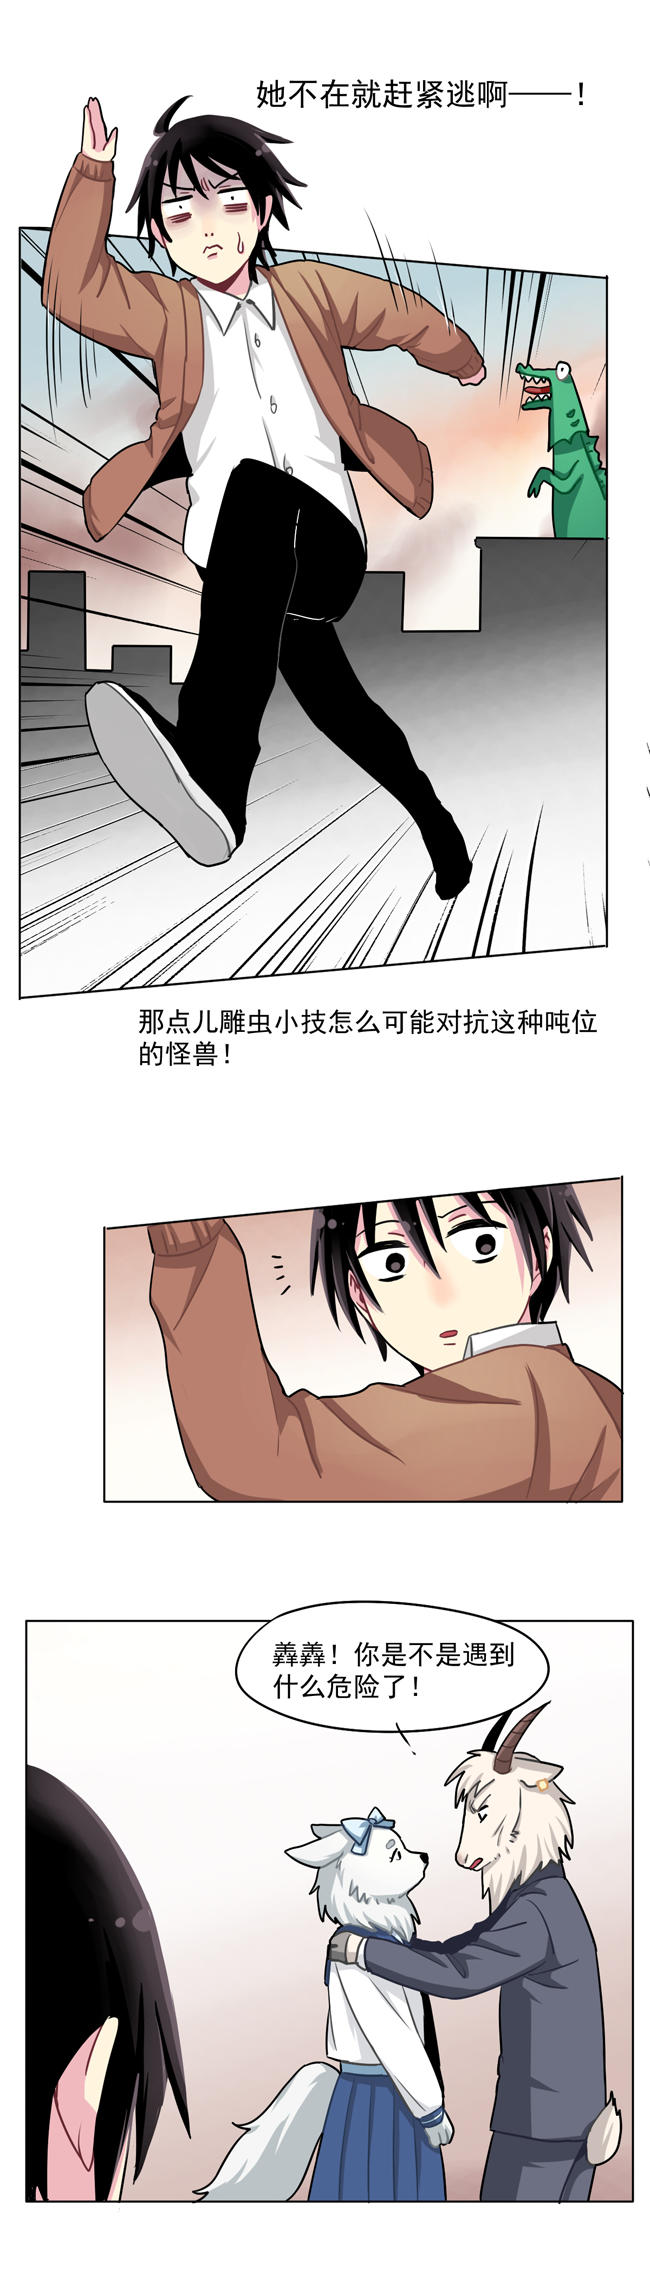 她不在就赶紧逃啊——！
那点儿雕虫小技怎么可能对抗这种吨位
的怪兽！
羴羴！你是不是遇到
什么危险了！